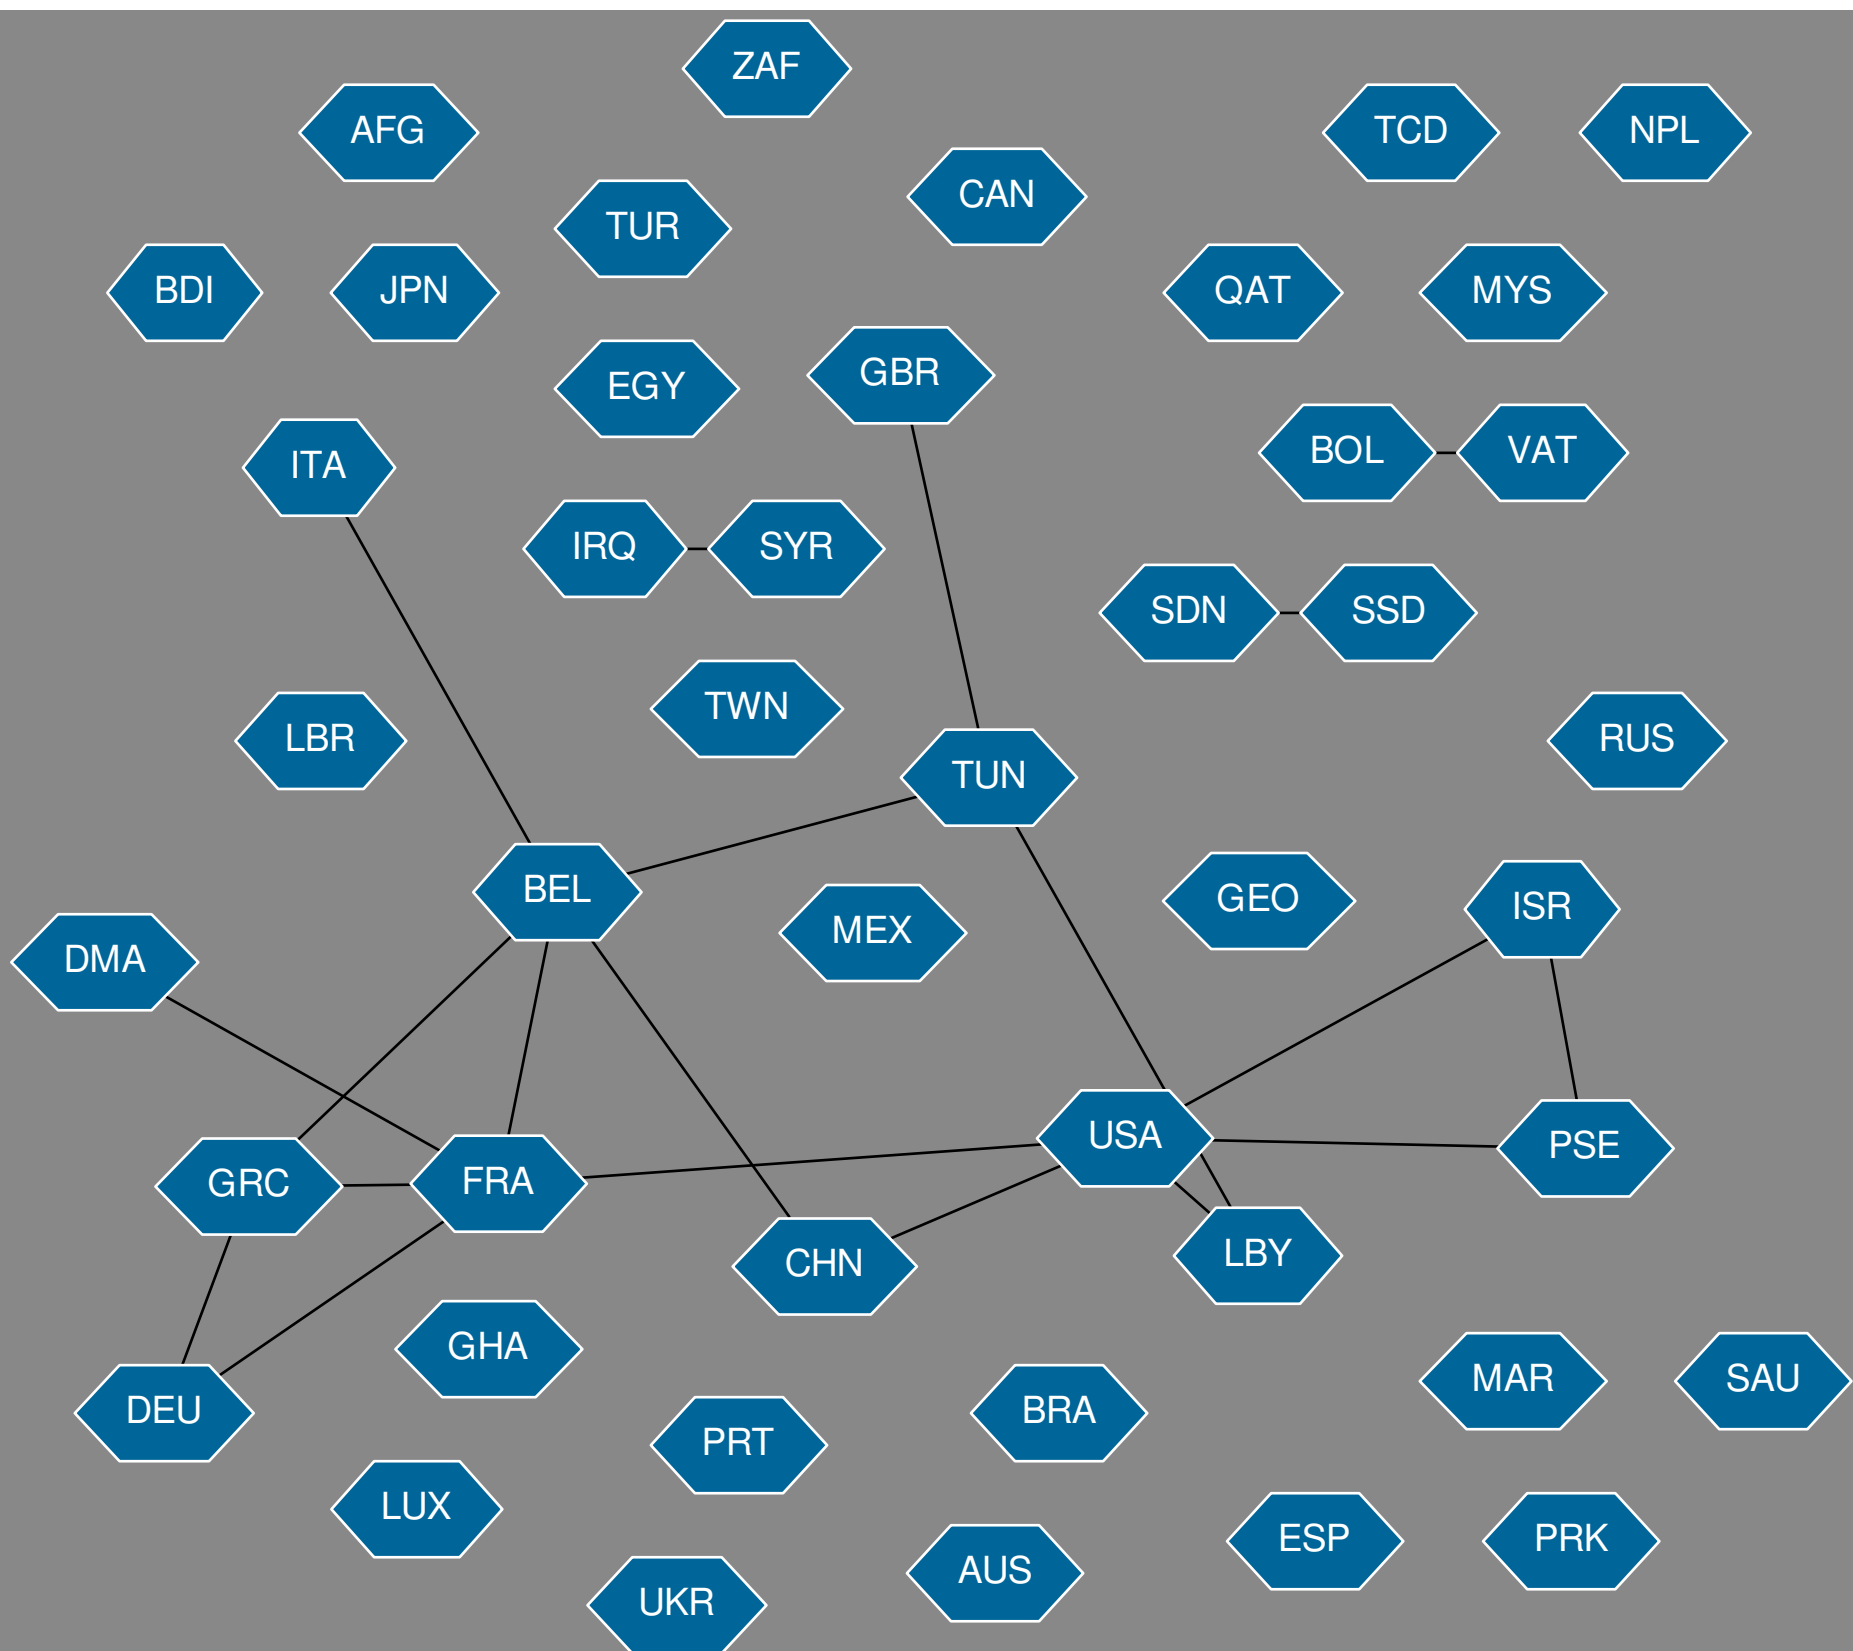 ZAF
AFG
TCD
NPL
CAN
TUR
BDI
JPN
QAT
MYS
GBR
EGY
BOL
VAT
ITA
IRQ
SYR
SDN
SSD
TWN
LBR
RUS
TUN
BEL
GEO
ISR
MEX
DMA
USA
PSE
FRA
GRC
LBY
CHN
GHA
MAR
SAU
DEU
BRA
PRT
LUX
ESP
PRK
AUS
UKR